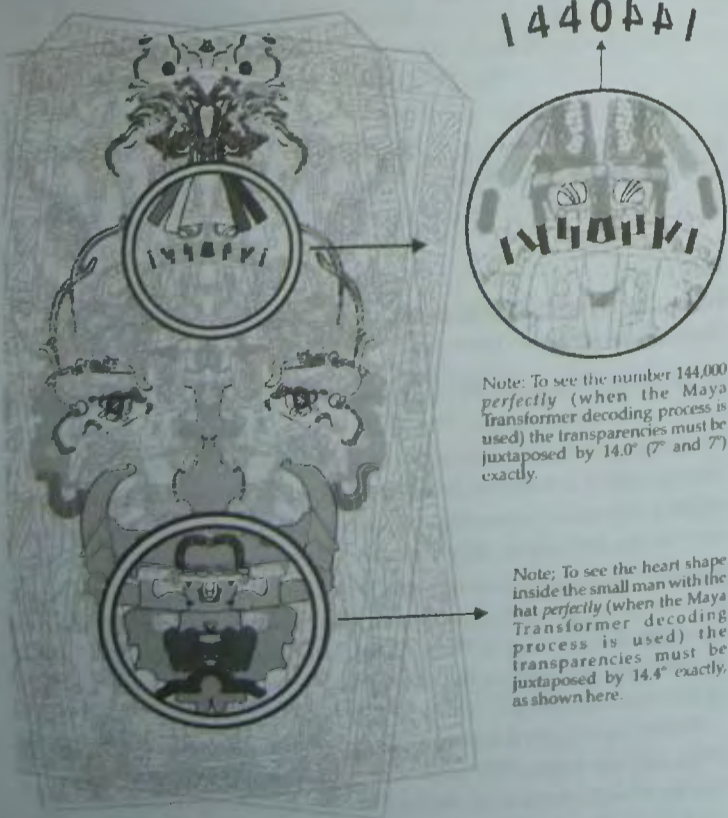 1440441
Note: To see the number 144,000
perfectly (when the Maya
Transformer decoding process is
used) the transparencies must be
juxtaposed by 14.0° (7° and 7°)
exactly.
Note; To see the heart shape
inside the small man with the
hat perfectly (when the Maya
Transformer decoding
process is used) the
transparencies must be
juxtaposed by 14.4° exactly,
as shown here.